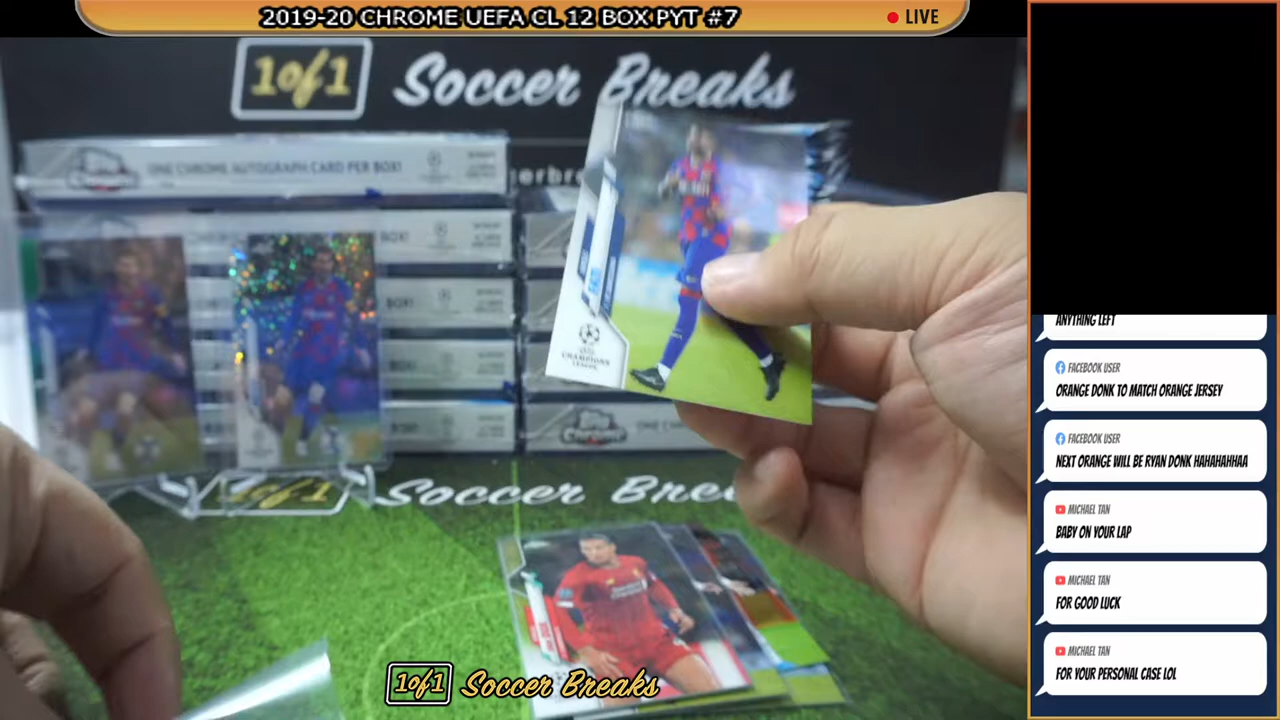 2019-20 CHROME UEFA CL 12 BOX PYT #7
LIVE
1of1 Soccer Breaks
ONE CHROME AUTOGRAPH CARD PER BOX!
CHAMPIONS
LEAGUE
1of1 Soccer Bre
1of1 Soccer Breaks
ANYTHING LEFT
FACEBOOK USER
ORANGE DONK TO MATCH ORANGE JERSEY
FACEBOOK USER
NEXT ORANGE WILL BE RYAN DONK HAHAHAHHAA
MICHAEL TAN
BABY ON YOUR LAP
MICHAEL TAN
FOR GOOD LUCK
MICHAEL TAN
FOR YOUR PERSONAL CASE LOL